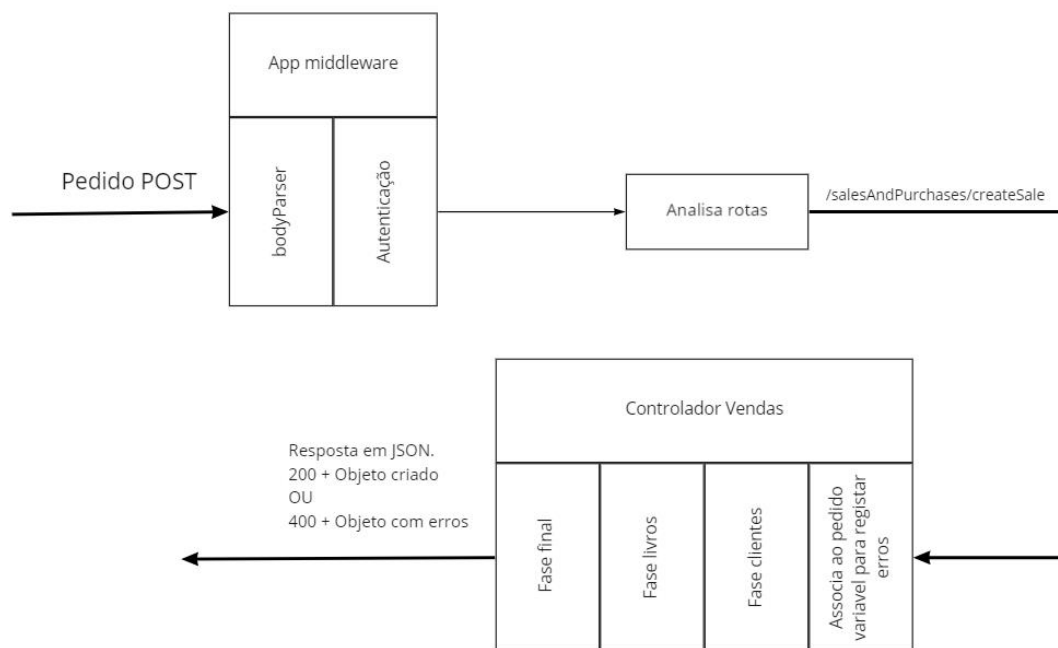 App middleware
Pedido POST
bodyParser
Autenticação
Analisa rotas
/salesAndPurchases/createSale
Controlador Vendas
Resposta em JSON.
200 + Objeto criado
OU
400 + Objeto com erros
Fase final
Fase livros
Fase clientes
Associa ao pedido
variavel para registar
erros